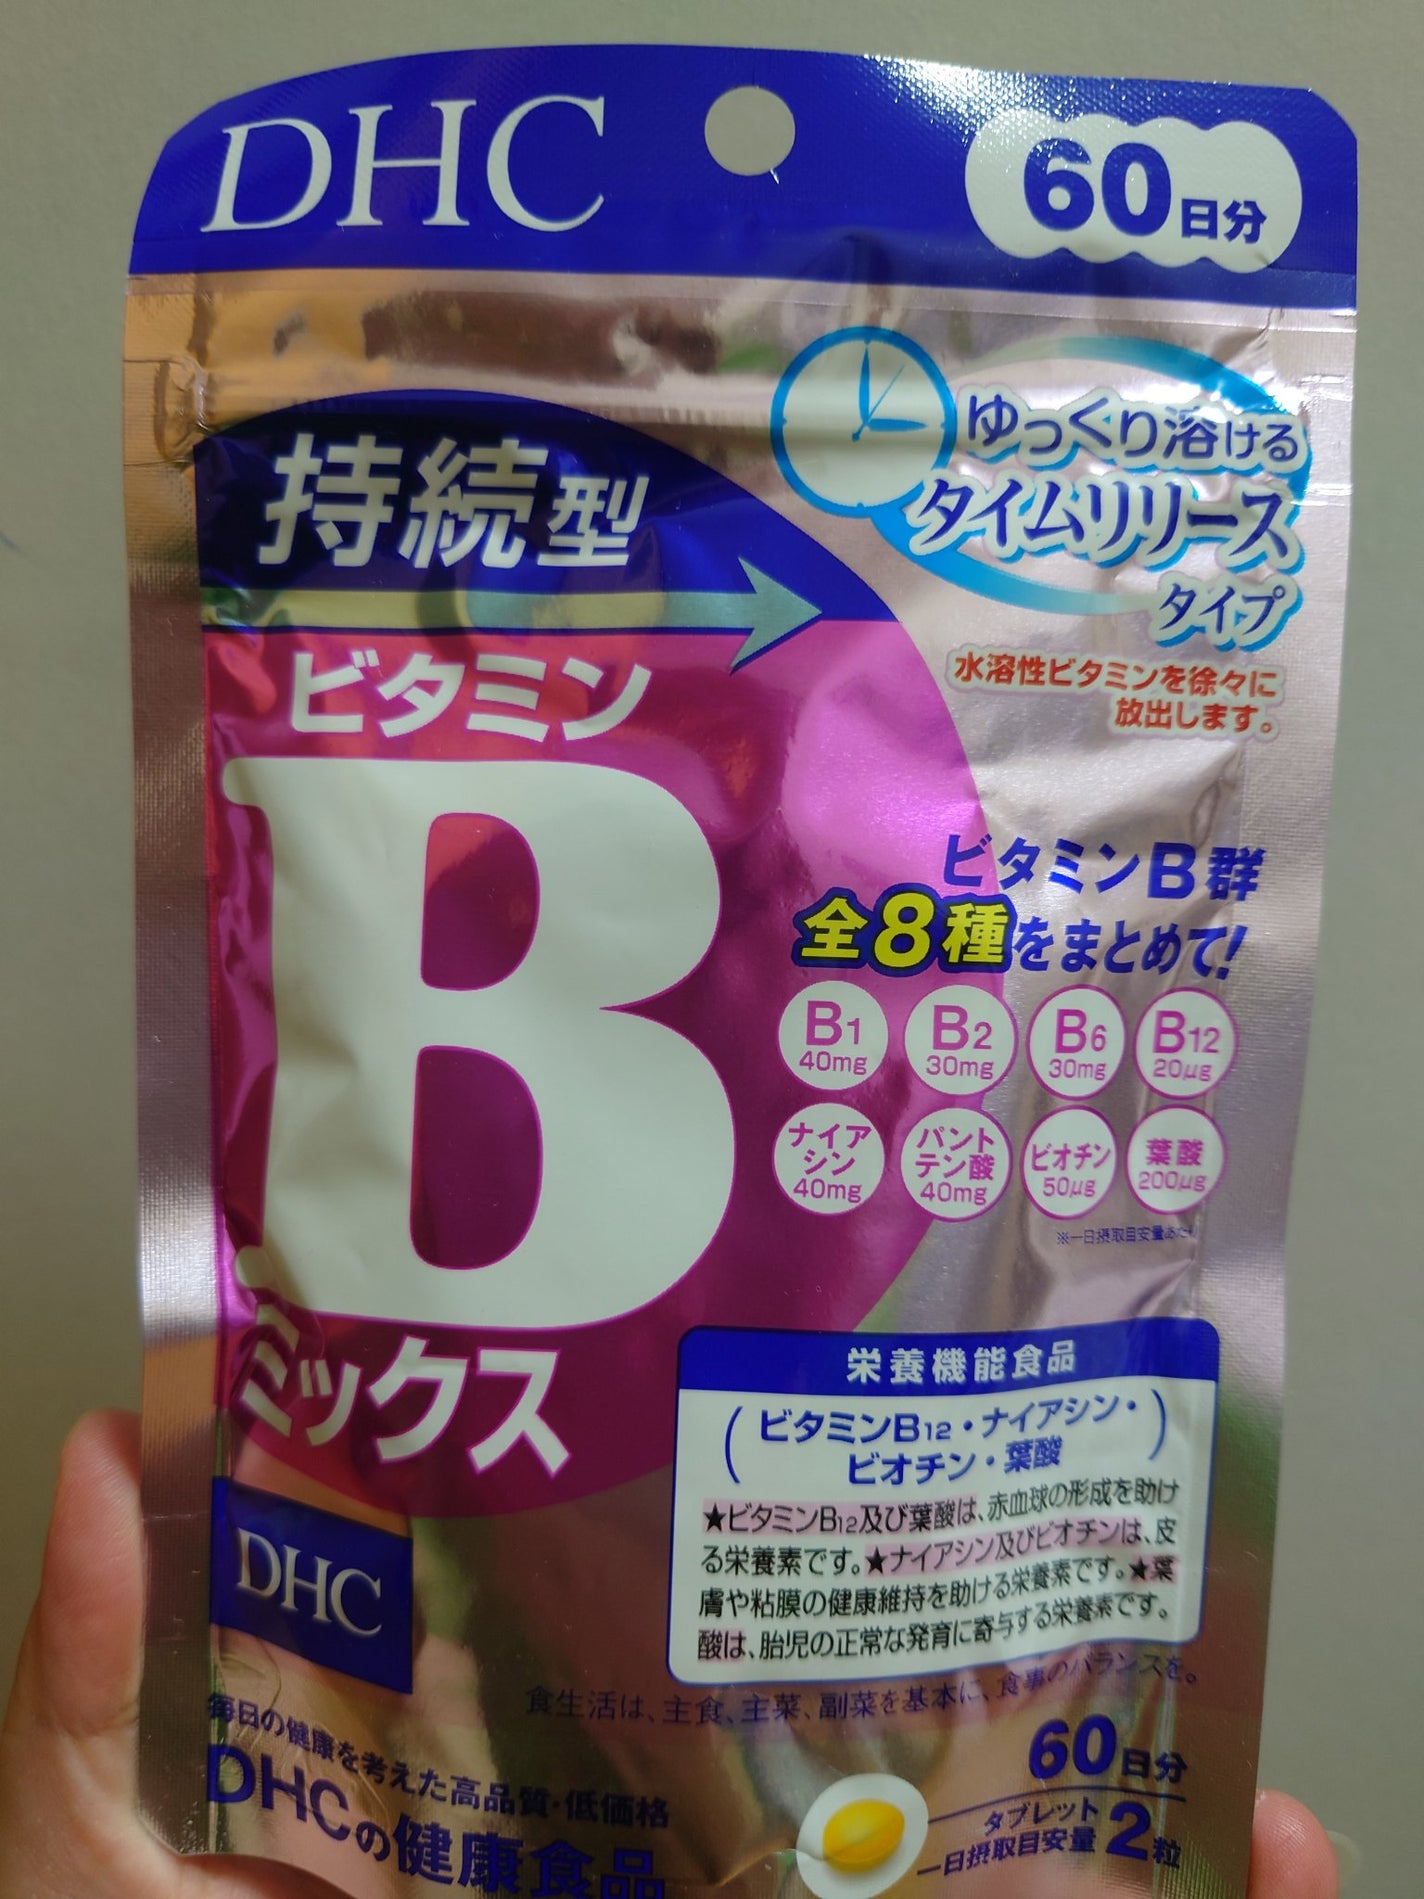 DHC
60日分
持続型
ゆっくり溶ける
タイムリリース
タイプ
水溶性ビタミンを徐々に
放出します。
ビタミン
B
ミックス
ビタミンB群
全8種をまとめて!
B1
40mg
B2
30mg
B6
30mg
B12
20μg
ナイア
シン
40mg
パント
テン酸
40mg
ビオチン
50μg
葉酸
200μg
※一日摂取目安量あたり
栄養機能食品
(ビタミンB12・ナイアシン・
ビオチン・葉酸)
★ビタミンB12及び葉酸は、赤血球の形成を助け
る栄養素です。★ナイアシン及びビオチンは、皮
膚や粘膜の健康維持を助ける栄養素です。★葉
酸は、胎児の正常な発育に寄与する栄養素です。
食生活は、主食、主菜、副菜を基本に、食事のバランスを。
DHC
毎日の健康を考えた高品質・低価格
DHCの健康食品
60日分
タブレット
一日摂取目安量 2粒